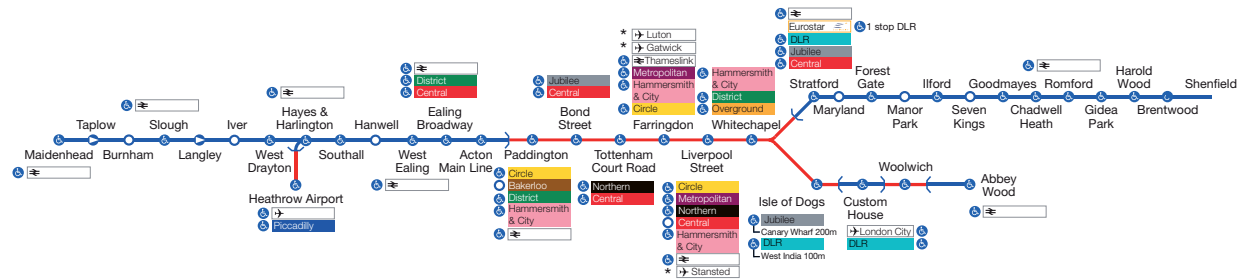 Maidenhead
Taplow
Burnham
Slough
Langley
Iver
West
Drayton
Hayes &
Harlington
Heathrow Airport
Piccadilly
Southall
Hanwell
West
Ealing
District
Central
Ealing
Broadway
Acton
Main Line
Paddington
Circle
Bakerloo
District
Hammersmith
& City
Jubilee
Central
Bond
Street
Tottenham
Court Road
Northern
Central
* Luton
* Gatwick
Thameslink
Metropolitan
Hammersmith
& City
Circle
Farringdon
Liverpool
Street
Circle
Metropolitan
Northern
Central
Hammersmith
& City
* Stansted
Hammersmith
& City
District
Overground
Whitechapel
Eurostar
1 stop DLR
DLR
Jubilee
Central
Stratford
Maryland
Forest
Gate
Manor
Park
Ilford
Seven
Kings
Goodmayes
Chadwell
Heath
Romford
Gidea
Park
Harold
Wood
Brentwood
Shenfield
Isle of Dogs
Jubilee
Canary Wharf 200m
DLR
West India 100m
Custom
House
London City
DLR
Woolwich
Abbey
Wood